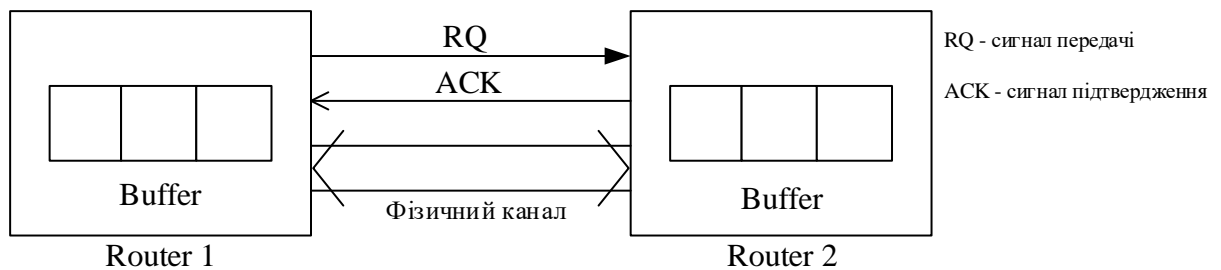 RQ
ACK
Buffer
Фізичний канал
Buffer
Router 1
Router 2
RQ - сигнал передачі
ACK - сигнал підтвердження